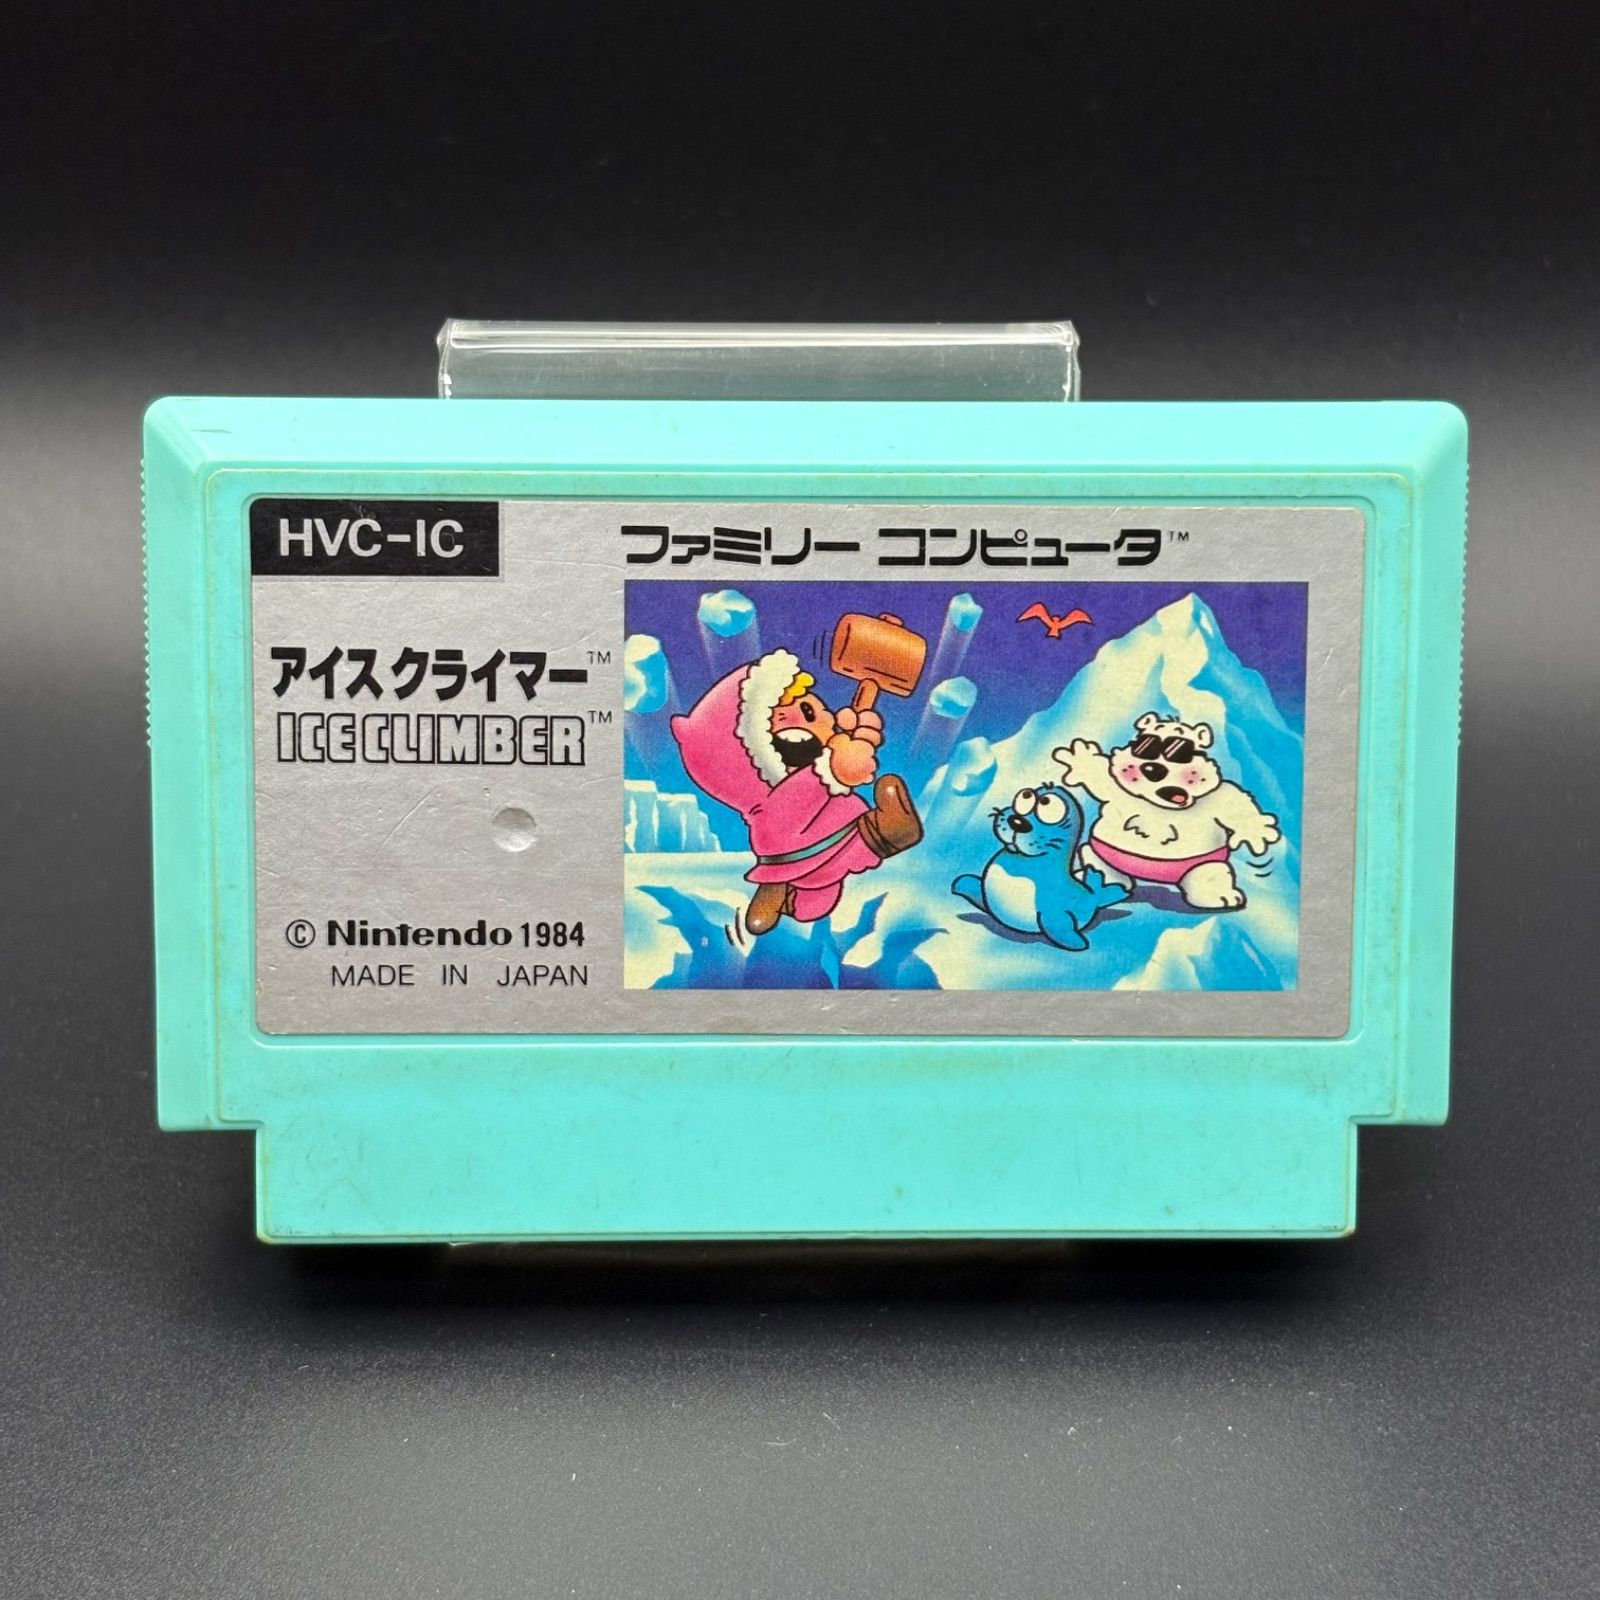 HVC-IC
ファミリー コンピュータ™
アイスクライマー™
ICE CLIMBER™
© Nintendo 1984
MADE IN JAPAN